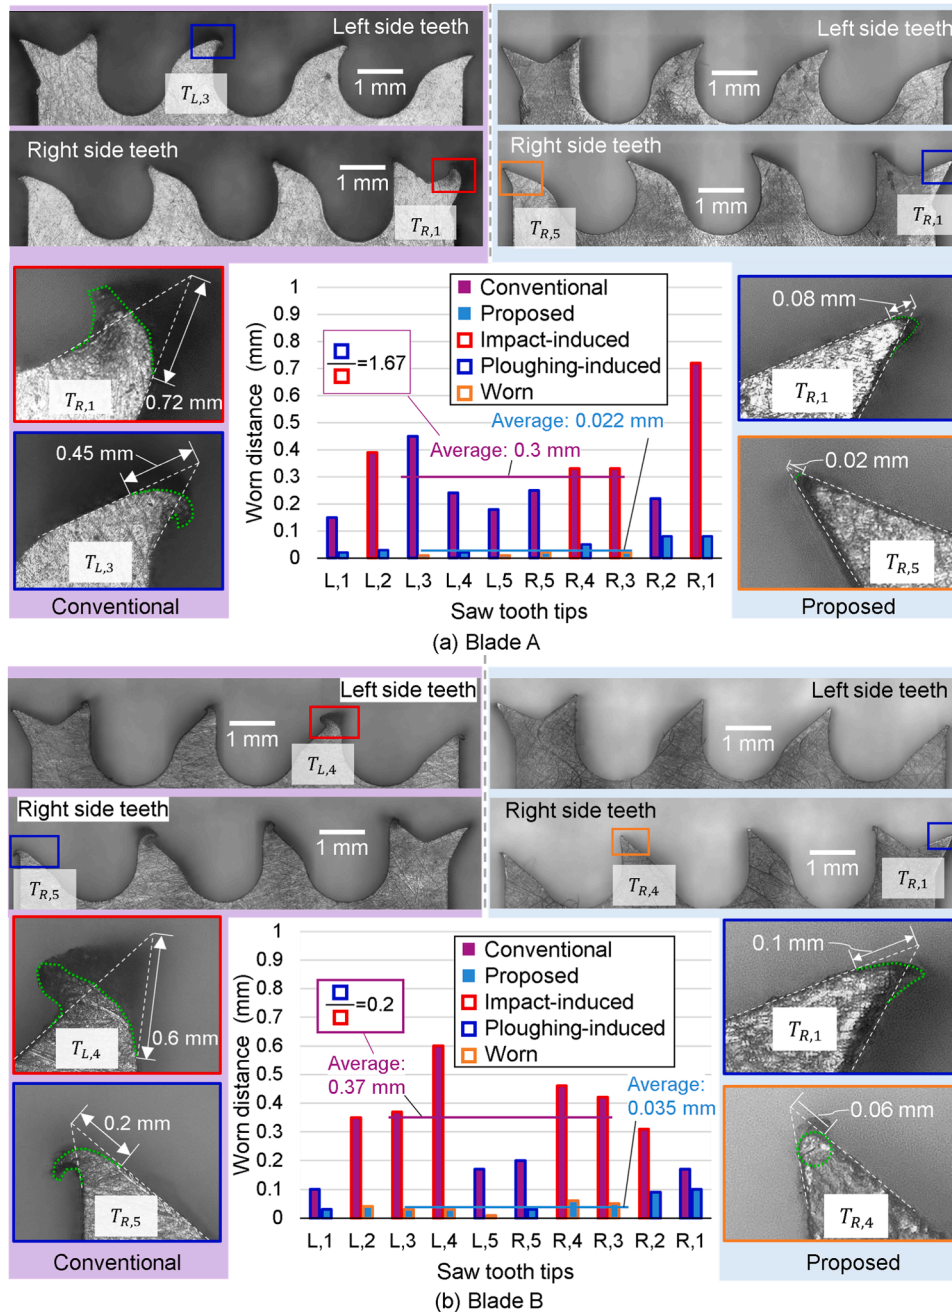 Left side teeth
Left side teeth
T_{L,3}
1 mm
1 mm
Right side teeth
1 mm
T_{R,1}
1 mm
T_{R,5}
T_{R,1}
T_{R,1}
0.72 mm
0.45 mm
T_{L,3}
Conventional
Worn distance (mm)
1
0.9
0.8
0.7
0.6
0.5
0.4
0.3
0.2
0.1
0
Conventional
Proposed
Impact-induced
Ploughing-induced
Worn
=1.67
Average: 0.022 mm
Average: 0.3 mm
L,1 L,2 L,3 L,4 L,5 R,5 R,4 R,3 R,2 R,1
Saw tooth tips
0.08 mm
T_{R,1}
0.02 mm
T_{R,5}
Proposed
(a) Blade A
Left side teeth
Left side teeth
1 mm
1 mm
T_{L,4}
Right side teeth
Right side teeth
1 mm
1 mm
T_{R,5}
T_{R,4}
T_{R,1}
T_{L,4}
0.6 mm
0.2 mm
T_{R,5}
Conventional
Worn distance (mm)
1
0.9
0.8
0.7
0.6
0.5
0.4
0.3
0.2
0.1
0
Conventional
Proposed
Impact-induced
Ploughing-induced
Worn
=0.2
Average:
0.37 mm
Average:
0.035 mm
L,1 L,2 L,3 L,4 L,5 R,5 R,4 R,3 R,2 R,1
Saw tooth tips
0.1 mm
T_{R,1}
0.06 mm
T_{R,4}
Proposed
(b) Blade B